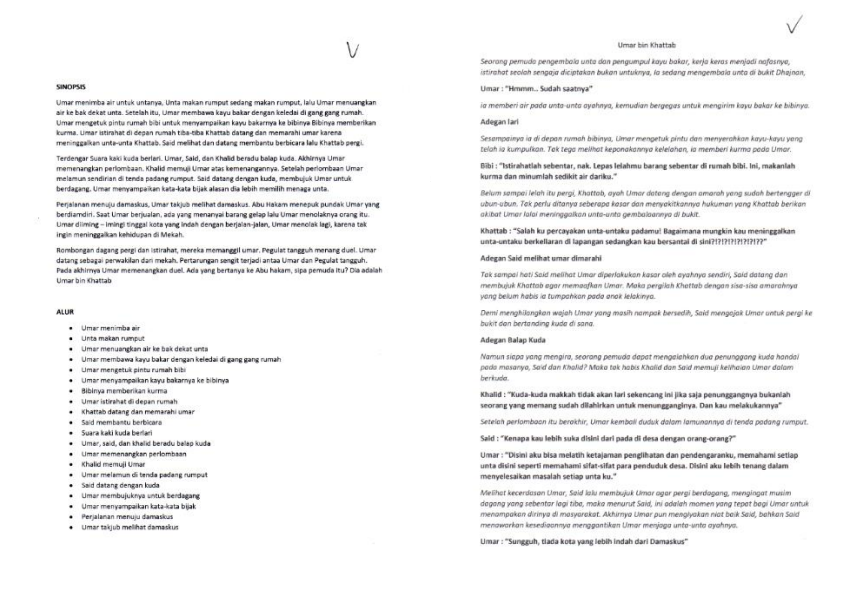 SINOPSIS
Umar menimba air untuk untanya, Unta makan rumput sedang makan rumput, lalu Umar menuangkan
air ke bak dekat unta. Setelah itu, Umar membawa kayu bakar dengan keledai di gang gang rumah.
Umar mengetuk pintu rumah bibi untuk menyampaikan kayu bakarnya ke bibinya Bibinya memberikan
kurma. Umar istirahat di depan rumah tiba-tiba Khattab datang dan memarahi umar karena
meninggalkan unta-unta Khattab. Said melihat dan datang membantu berbicara lalu Khattab pergi.
Terdengar Suara kaki kuda berlari. Umar, Said, dan Khalid beradu balap kuda. Akhirnya Umar
memenangkan perlombaan. Khalid memuji Umar atas kemenangannya. Setelah perlombaan Umar
melamun sendirian di tenda padang rumput. Said datang dengan kuda, membujuk Umar untuk
berdagang. Umar menyampaikan kata-kata bijak alasan dia lebih memilih menaga unta.
Perjalanan menuju damaskus, Umar takjub melihat damaskus. Abu Hakam menepuk pundak Umar yang
berdiamdiri. Saat Umar berjualan, ada yang menanyai barang gelap lalu Umar menolaknya orang itu.
Umar diiming – imingi tinggal kota yang indah dengan berjalan-jalan, Umar menolak lagi, karena tak
ingin meninggalkan kehidupan di Mekah.
Rombongan dagang pergi dan istirahat, mereka memanggil umar. Pegulat tangguh menang duel. Umar
datang sebagai perwakilan dari mekah. Pertarungan sengit terjadi antaa Umar dan Pegulat tangguh.
Pada akhirnya Umar memenangkan duel. Ada yang bertanya ke Abu hakam, sipa pemuda itu? Dia adalah
Umar bin Khattab
ALUR
• Umar menimba air
• Unta makan rumput
• Umar menuangkan air ke bak dekat unta
• Umar membawa kayu bakar dengan keledai di gang gang rumah
• Umar mengetuk pintu rumah bibi
• Umar menyampaikan kayu bakarnya ke bibinya
• Bibinya memberikan kurma
• Umar istirahat di depan rumah
• Khattab datang dan memarahi umar
• Said membantu berbicara
• Suara kaki kuda berlari
• Umar, said, dan khalid beradu balap kuda
• Umar memenangkan perlombaan
• Khalid memuji Umar
• Umar melamun di tenda padang rumput
• Said datang dengan kuda
• Umar membujuknya untuk berdagang
• Umar menyampaikan kata-kata bijak
• Perjalanan menuju damaskus
• Umar takjub melihat damaskus
Umar bin Khattab
Seorang pemuda pengembala unta dan pengumpul kayu bakar, kerja keras menjadi nafasnya,
istirahat seolah sengaja diciptakan bukan untuknya, Ia sedang mengembala unta di bukit Dhajnan,
Umar : "Hmmm.. Sudah saatnya"
ia memberi air pada unta-unta ayahnya, kemudian bergegas untuk mengirim kayu bakar ke bibinya.
Adegan lari
Sesampainya ia di depan rumah bibinya, Umar mengetuk pintu dan menyerahkan kayu-kayu yang
telah ia kumpulkan. Tak tega melihat keponakannya kelelahan, ia memberi kurma pada Umar.
Bibi : "Istirahatlah sebentar, nak. Lepas lelahmu barang sebentar di rumah bibi. Ini, makanlah
kurma dan minumlah sedikit air dariku."
Belum sampai lelah itu pergi, Khattab, ayah Umar datang dengan amarah yang sudah bertengger di
ubun-ubun. Tak perlu ditanya seberapa kasar dan menyakitkannya hukuman yang Khattab berikan
akibat Umar lalai meninggalkan unta-unta gembalaannya di bukit.
Khattab : "Salah ku percayakan unta-untaku padamu! Bagaimana mungkin kau meninggalkan
unta-untaku berkeliaran di lapangan sedangkan kau bersantai di sini?!?!?!?!?!?!??"
Adegan Said melihat umar dimarahi
Tak sampai hati Said melihat Umar diperlakukan kasar oleh ayahnya sendiri, Said datang dan
membujuk Khattab agar memaafkan Umar. Maka pergilah Khattab dengan sisa-sisa amarahnya
yang belum habis ia tumpahkan pada anak lelakinya.
Demi menghilangkan wajah Umar yang masih nampak bersedih, Said mengajak Umar untuk pergi ke
bukit dan bertanding kuda di sana.
Adegan Balap Kuda
Namun siapa yang mengira, seorang pemuda dapat mengalahkan dua penunggang kuda handal
pada masanya, Said dan Khalid? Maka tak habis Khalid dan Said memuji kelihaian Umar dalam
berkuda.
Khalid : "Kuda-kuda makkah tidak akan lari sekencang ini jika saja penunggangnya bukanlah
seorang yang memang sudah dilahirkan untuk menungganginya. Dan kau melakukannya"
Setelah perlombaan itu berakhir, Umar kembali duduk dalam lamunannya di tenda padang rumput.
Said : "Kenapa kau lebih suka disini dari pada di desa dengan orang-orang?"
Umar : "Disini aku bisa melatih ketajaman penglihatan dan pendengaranku, memahami setiap
unta disini seperti memahami sifat-sifat para penduduk desa. Disini aku lebih tenang dalam
menyelesaikan masalah setiap unta ku."
Melihat kecerdasan Umar, Said lalu membujuk Umar agar pergi berdagang, mengingat musim
dagang yang sebentar lagi tiba, maka menurut Said, ini adalah momen yang tepat bagi Umar untuk
menampakan dirinya di masyarakat. Akhirnya Umar pun mengiyakan niat baik Said, bahkan Said
menawarkan kesediaannya menggantikan Umar menjaga unta-unta ayahnya.
Umar : "Sungguh, tiada kota yang lebih indah dari Damaskus"